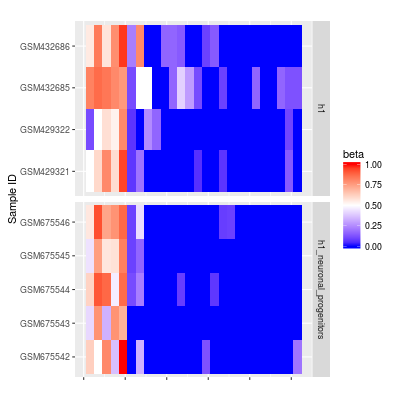 GSM432686
GSM432685
GSM429322
GSM429321
h1
GSM675546
GSM675545
GSM675544
GSM675543
GSM675542
h1_neuronal_progenitors
Sample ID
beta
1.00
0.75
0.50
0.25
0.00